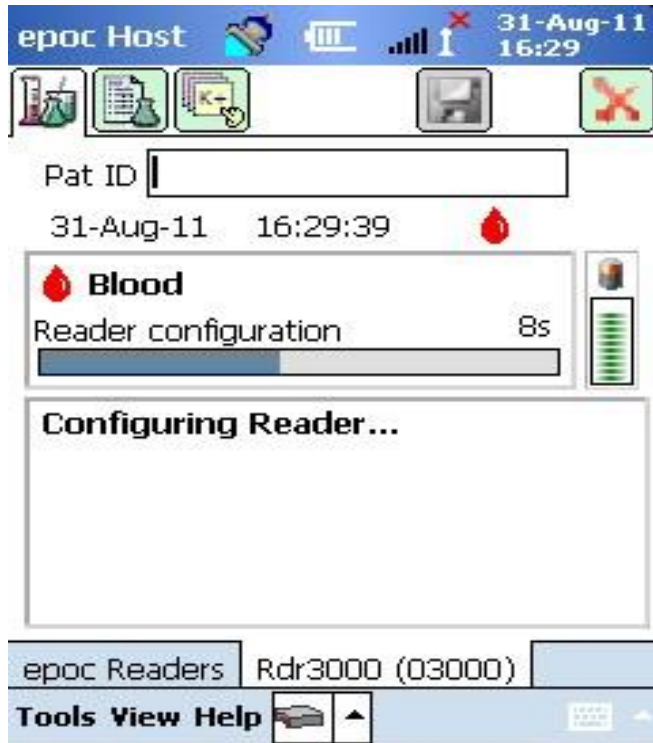 epoc Host 31-Aug-11
16:29
K+
Pat ID
31-Aug-11 16:29:39
Blood
Reader configuration 8s
Configuring Reader...
epoc Readers Rdr3000 (03000)
Tools View Help